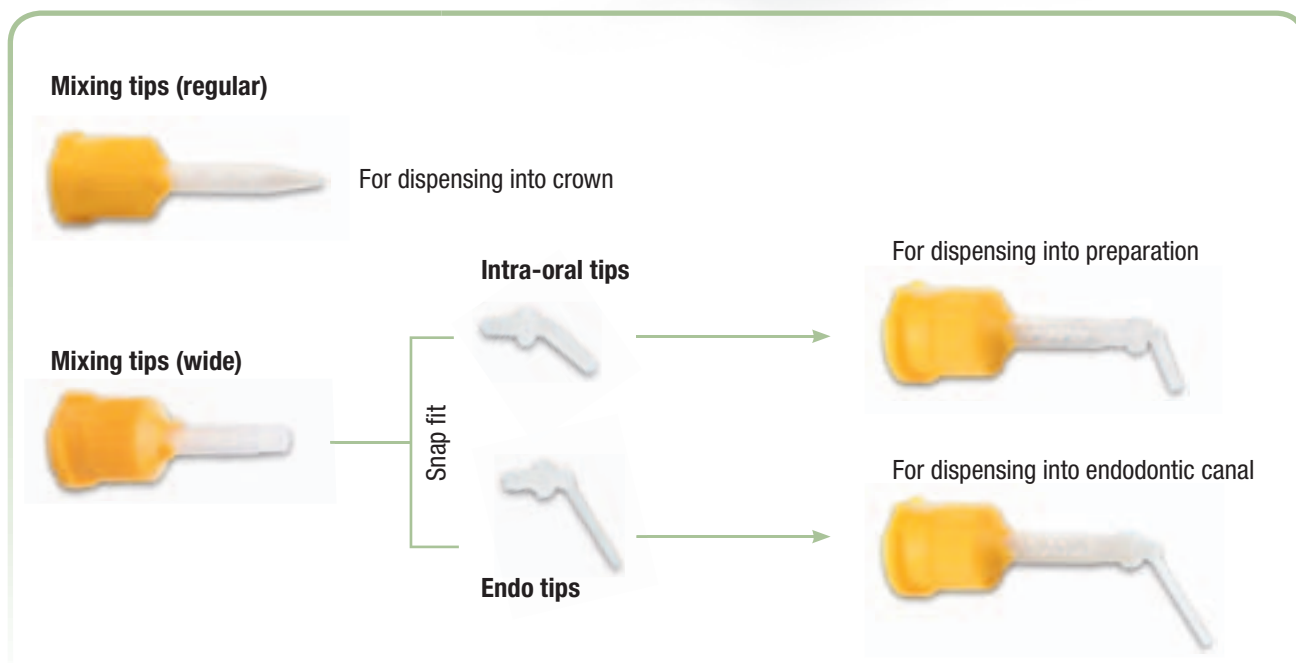 Mixing tips (regular)
For dispensing into crown
Intra-oral tips
For dispensing into preparation
Mixing tips (wide)
Snap fit
For dispensing into endodontic canal
Endo tips